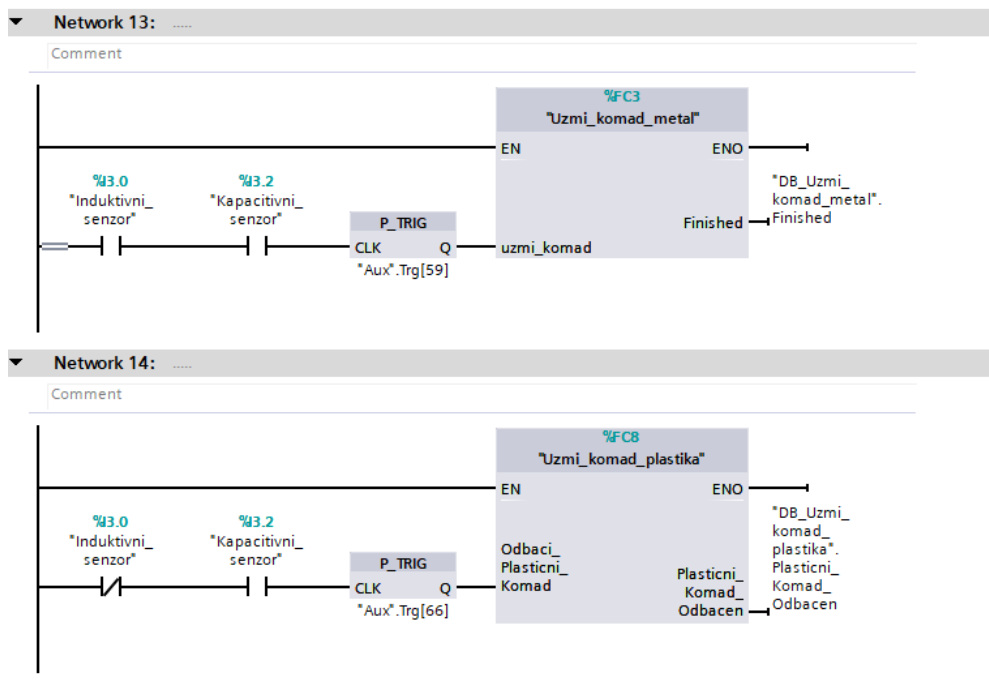 Network 13: .....
Comment
%FC3
"Uzmi_komad_metal"
EN ENO
%I3.0 %I3.2
"Induktivni_ "Kapacitivni_
senzor" senzor"
P_TRIG
CLK Q
"Aux".Trg[59]
uzmi_komad
Finished
"DB_Uzmi_
komad_metal".
Finished
Network 14: .....
Comment
%FC8
"Uzmi_komad_plastika"
EN ENO
%I3.0 %I3.2
"Induktivni_ "Kapacitivni_
senzor" senzor"
P_TRIG
CLK Q
"Aux".Trg[66]
Odbaci_
Plasticni_
Komad
Plasticni_
Komad_
Odbacen
"DB_Uzmi_
komad_
plastika".
Plasticni_
Komad_
Odbacen